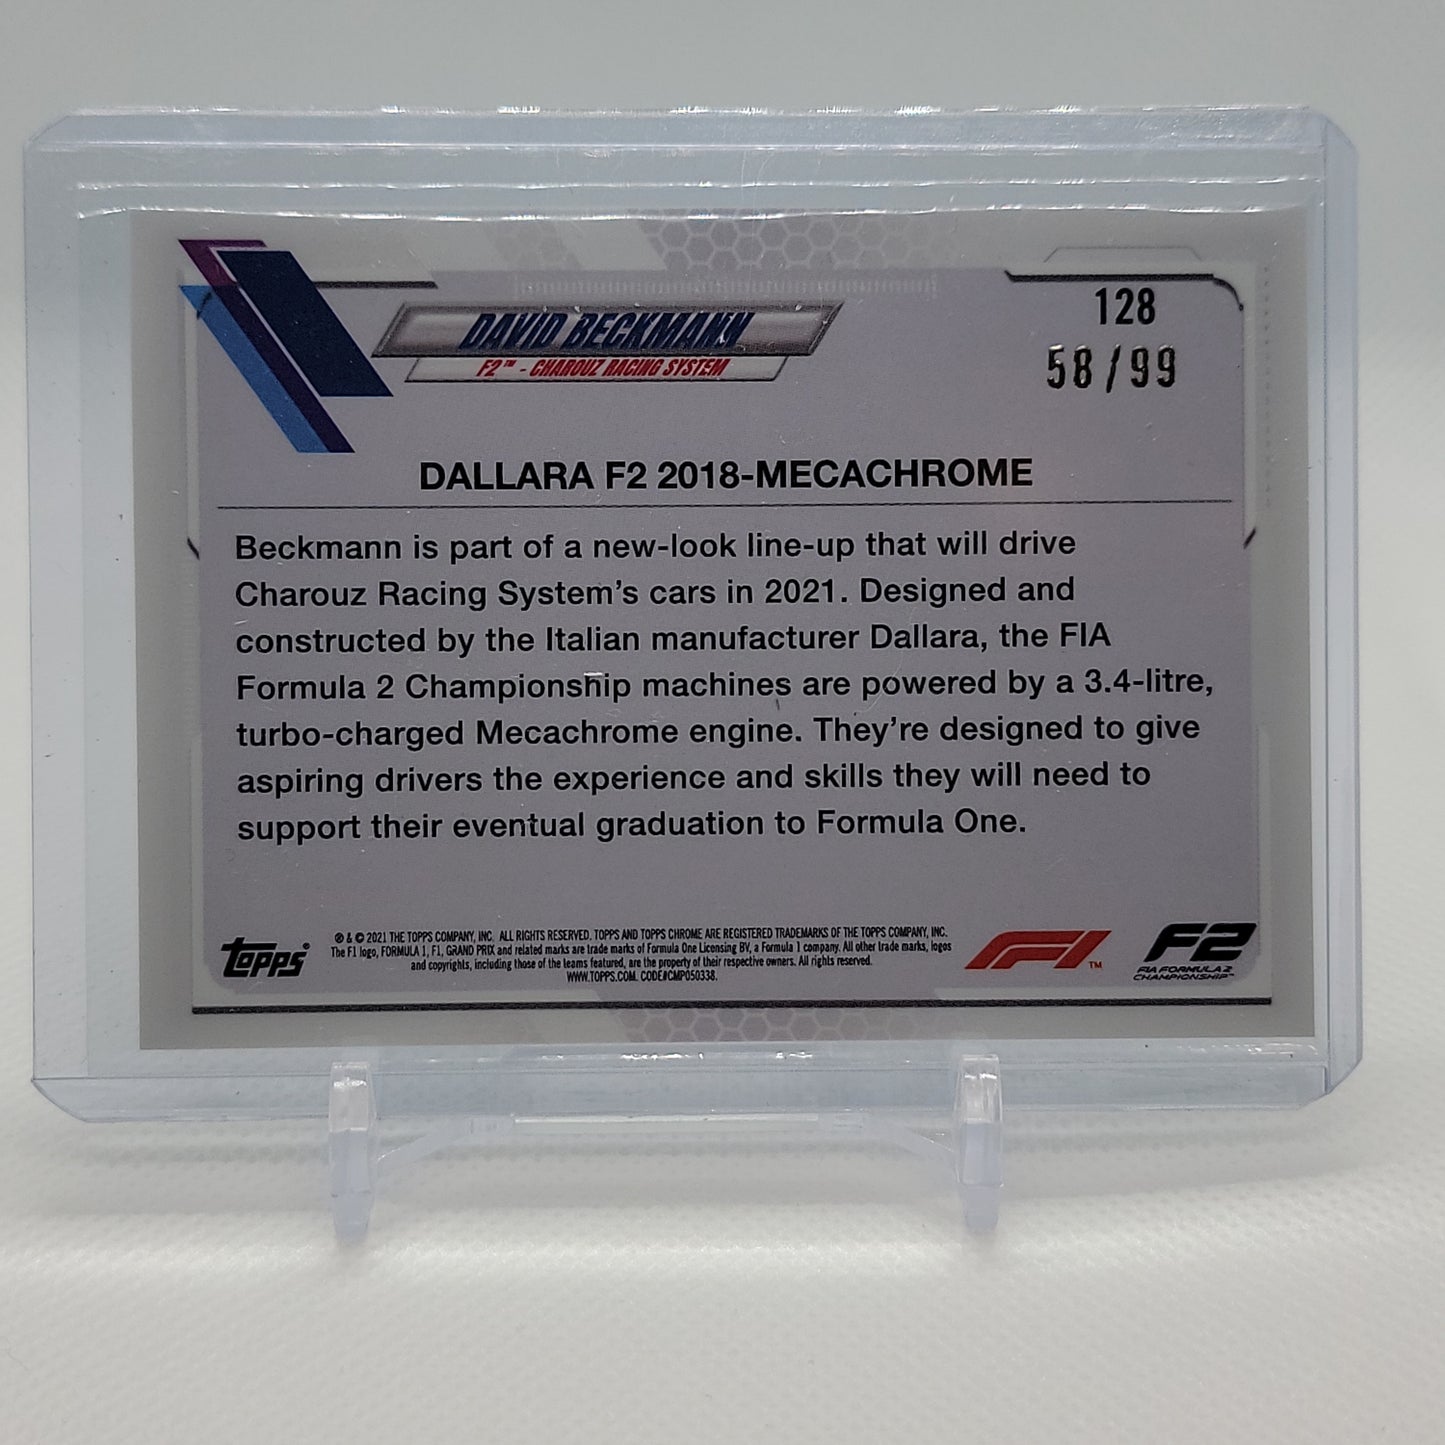 DAVID BECKMANN
F2™ - CHAROUZ RACING SYSTEM
128
58/99
DALLARA F2 2018-MECACHROME
Beckmann is part of a new-look line-up that will drive
Charouz Racing System's cars in 2021. Designed and
constructed by the Italian manufacturer Dallara, the FIA
Formula 2 Championship machines are powered by a 3.4-litre,
turbo-charged Mecachrome engine. They're designed to give
aspiring drivers the experience and skills they will need to
support their eventual graduation to Formula One.
topps®
® & © 2021 THE TOPPS COMPANY, INC. ALL RIGHTS RESERVED. TOPPS AND TOPPS CHROME ARE REGISTERED TRADEMARKS OF THE TOPPS COMPANY, INC.
The F1 logo, FORMULA 1, F1, GRAND PRIX and related marks are trade marks of Formula One Licensing BV, a Formula 1 company. All other trade marks, logos
and copyrights, including those of the teams featured, are the property of their respective owners. All rights reserved.
WWW.TOPPS.COM. CODE#CMP050338.
F1™
F2
FIA FORMULA 2
CHAMPIONSHIP™